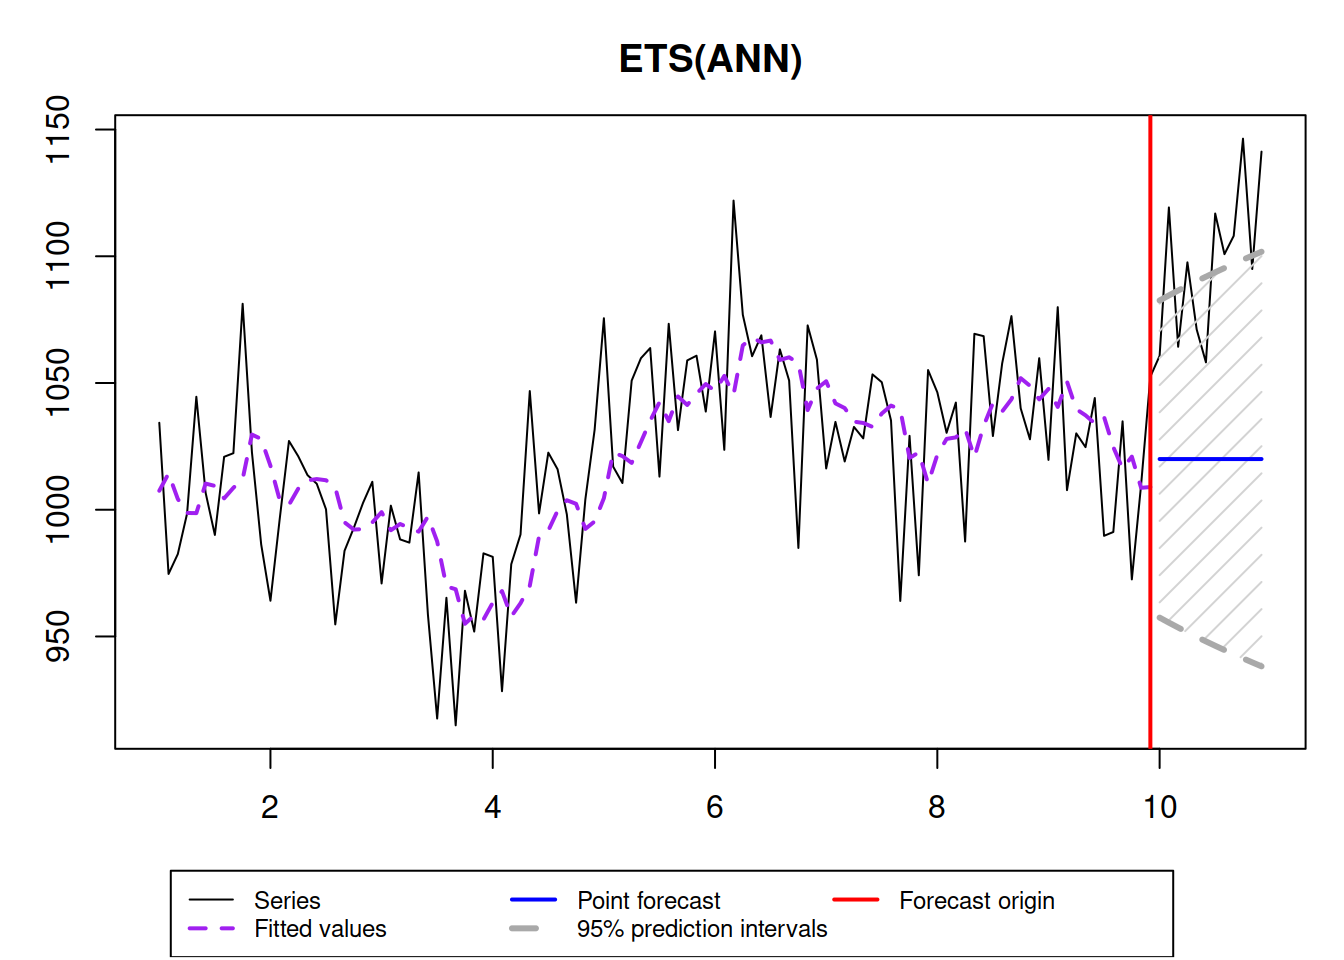 ETS(ANN)
1150
1100
1050
1000
950
2 4 6 8 10
Series Point forecast Forecast origin
Fitted values 95% prediction intervals